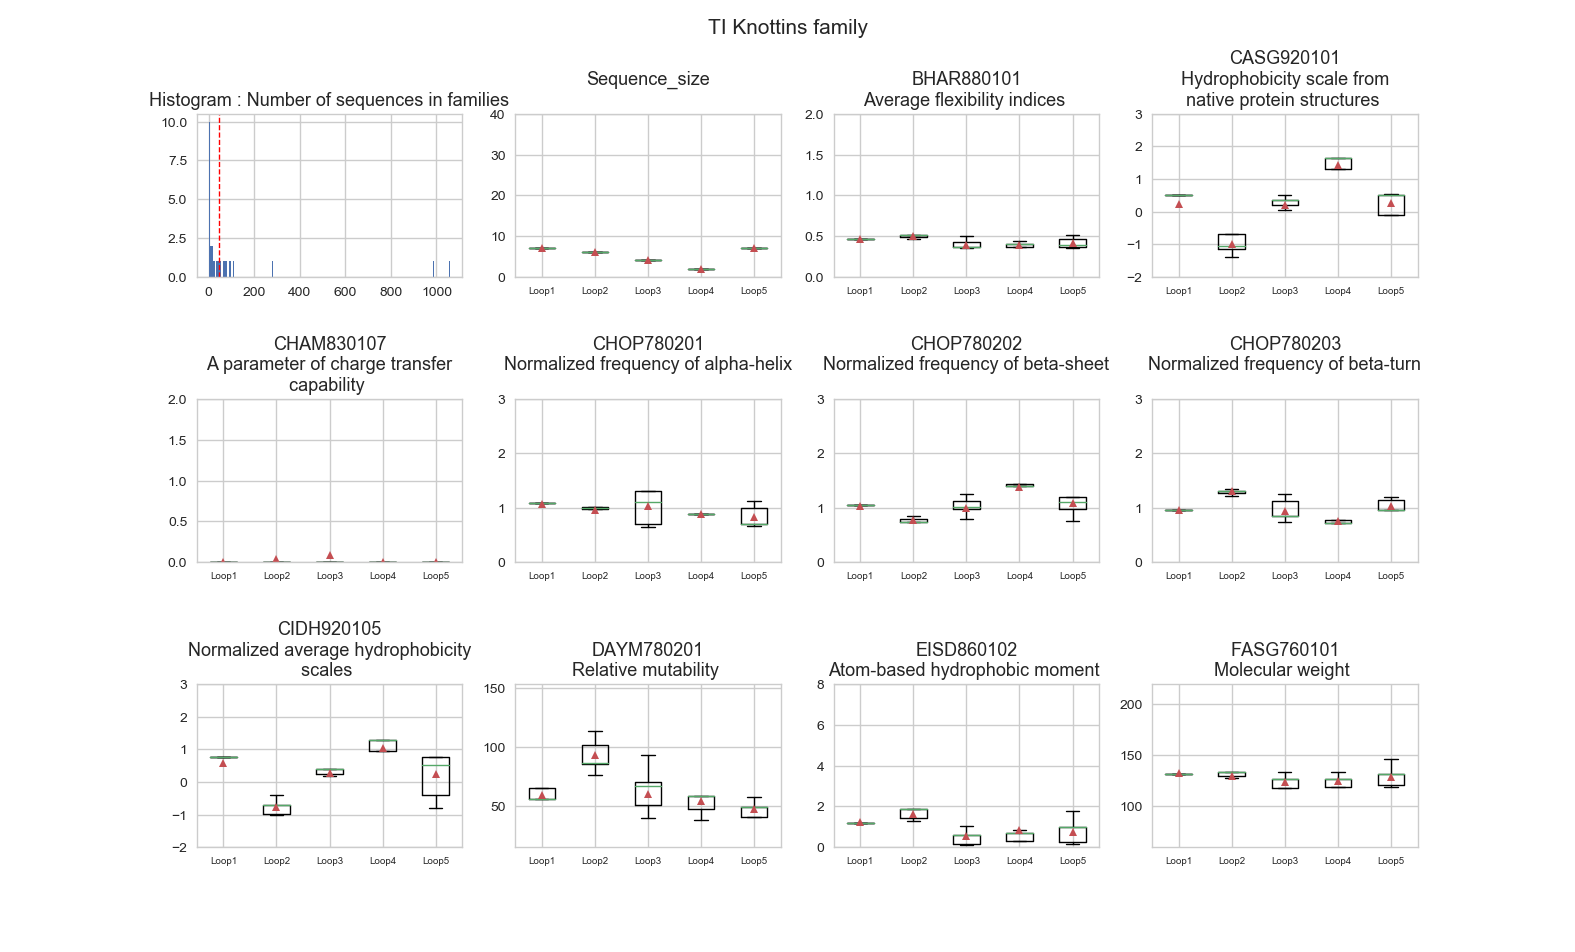 TI Knottins family
Histogram : Number of sequences in families
10.0
7.5
5.0
2.5
0.0
0 200 400 600 800 1000
Sequence_size
40
30
20
10
0
Loop1 Loop2 Loop3 Loop4 Loop5
BHAR880101
Average flexibility indices
2.0
1.5
1.0
0.5
0.0
Loop1 Loop2 Loop3 Loop4 Loop5
CASG920101
Hydrophobicity scale from
native protein structures
3
2
1
0
−1
−2
Loop1 Loop2 Loop3 Loop4 Loop5
CHAM830107
A parameter of charge transfer
capability
2.0
1.5
1.0
0.5
0.0
Loop1 Loop2 Loop3 Loop4 Loop5
CHOP780201
Normalized frequency of alpha-helix
3
2
1
0
Loop1 Loop2 Loop3 Loop4 Loop5
CHOP780202
Normalized frequency of beta-sheet
3
2
1
0
Loop1 Loop2 Loop3 Loop4 Loop5
CHOP780203
Normalized frequency of beta-turn
3
2
1
0
Loop1 Loop2 Loop3 Loop4 Loop5
CIDH920105
Normalized average hydrophobicity
scales
3
2
1
0
−1
−2
Loop1 Loop2 Loop3 Loop4 Loop5
DAYM780201
Relative mutability
150
100
50
Loop1 Loop2 Loop3 Loop4 Loop5
EISD860102
Atom-based hydrophobic moment
8
6
4
2
0
Loop1 Loop2 Loop3 Loop4 Loop5
FASG760101
Molecular weight
200
150
100
Loop1 Loop2 Loop3 Loop4 Loop5